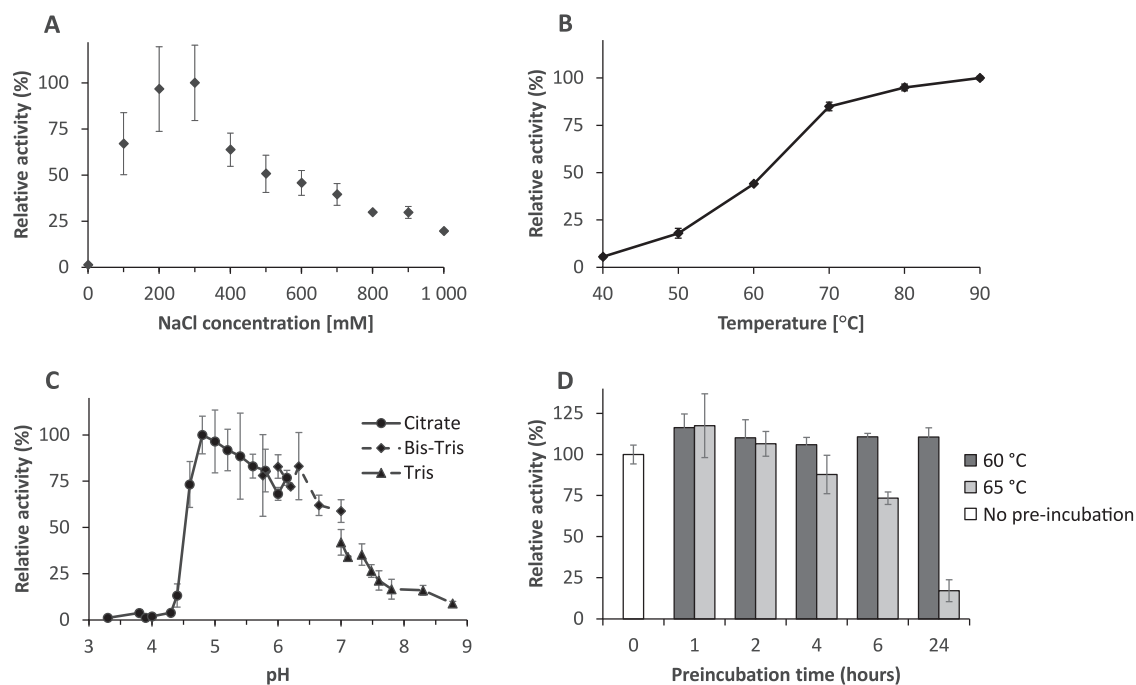 A
Relative activity (%)
100
75
50
25
0
0 200 400 600 800 1 000
NaCl concentration [mM]
B
Relative activity (%)
100
75
50
25
0
40 50 60 70 80 90
Temperature [°C]
C
Relative activity (%)
100
75
50
25
0
3 4 5 6 7 8 9
pH
Citrate
Bis-Tris
Tris
D
Relative activity (%)
125
100
75
50
25
0
0 1 2 4 6 24
Preincubation time (hours)
60 °C
65 °C
No pre-incubation